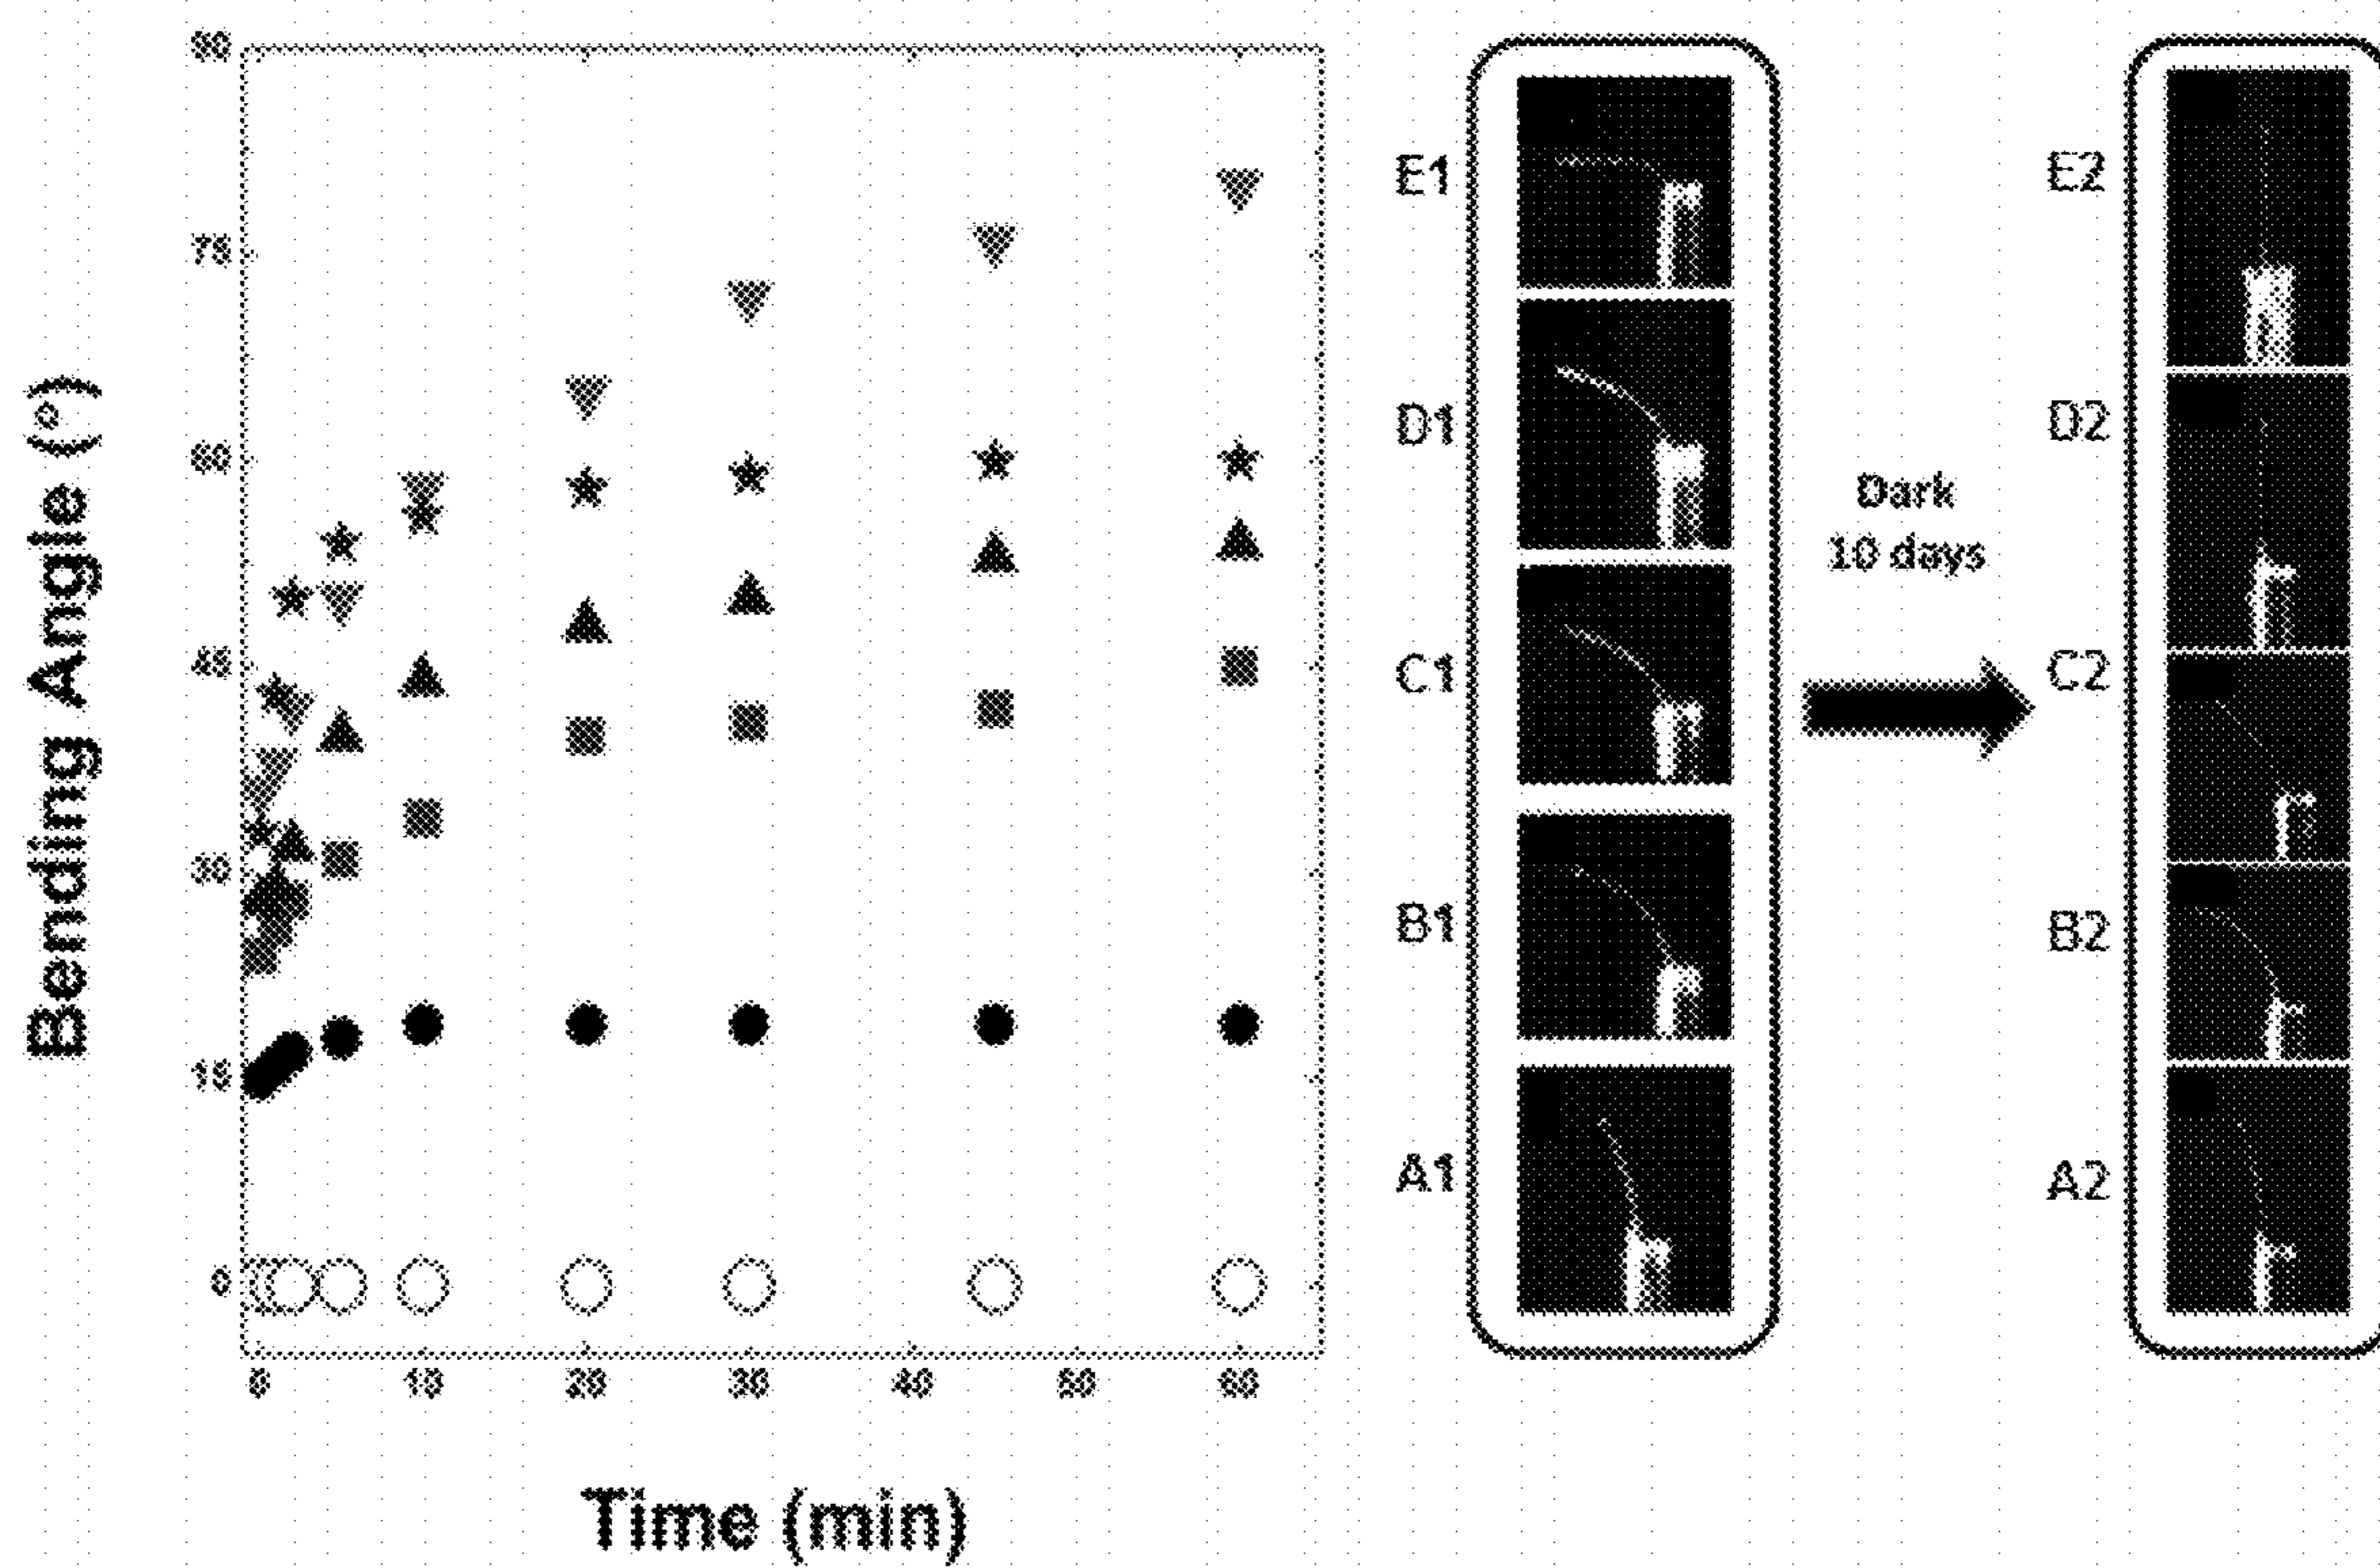 Bending Angle (°)
90
75
60
45
30
15
0
0 10 20 30 40 50 60
Time (min)
E1
D1
C1
B1
A1
Dark
10 days
E2
D2
C2
B2
A2